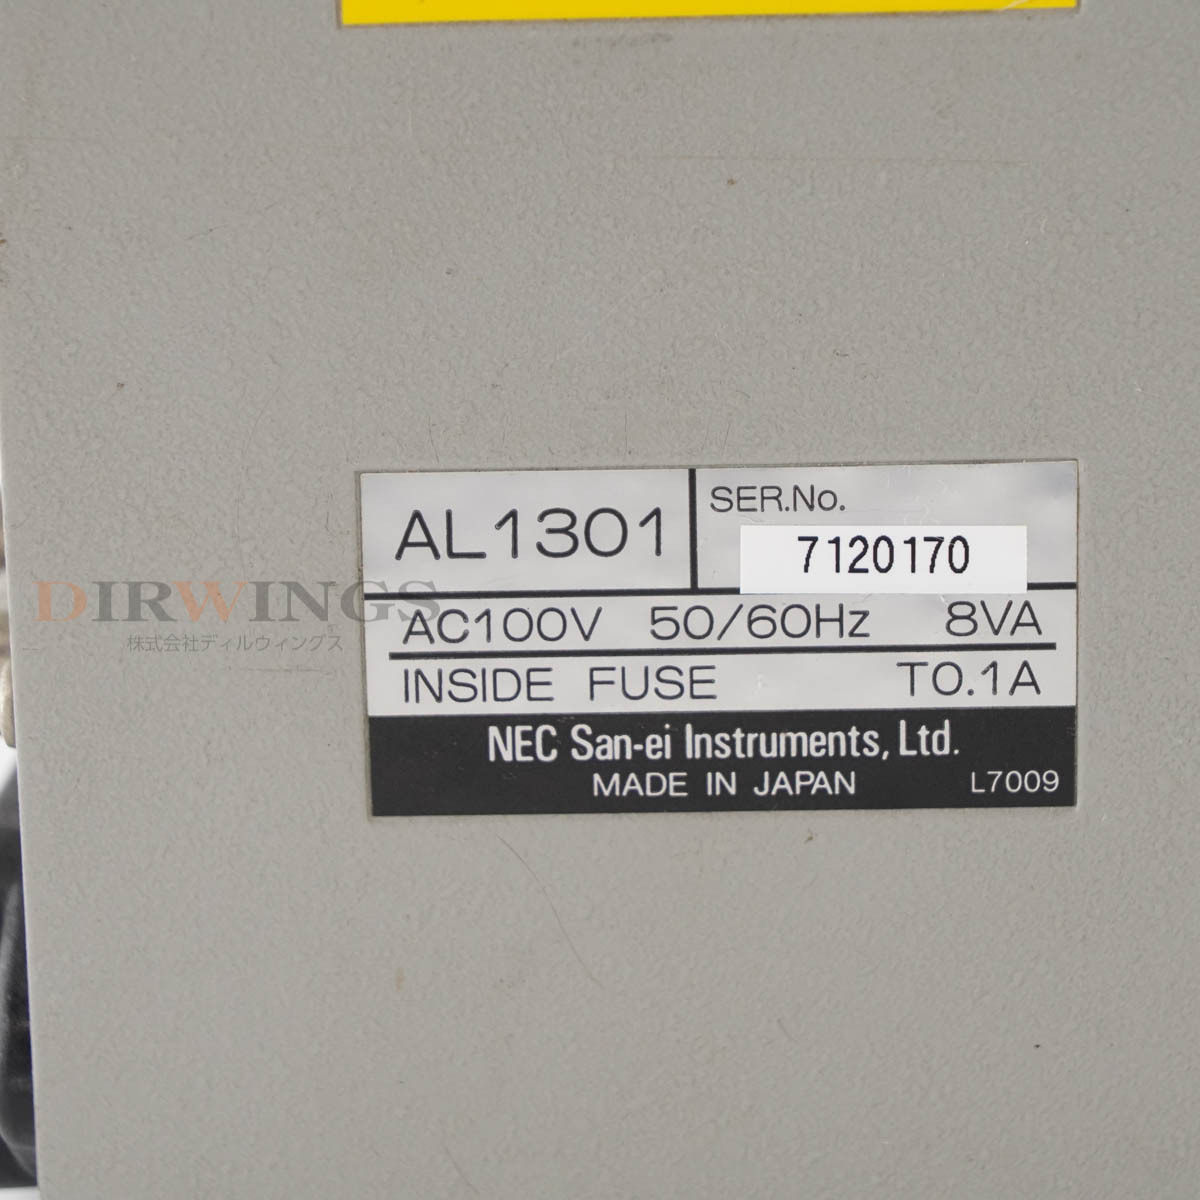 AL1301
SER.No.
7120170
DIRWINGS
株式会社ディルウィングス
AC100V 50/60Hz 8VA
INSIDE FUSE T0.1A
NEC San-ei Instruments, Ltd.
MADE IN JAPAN L7009